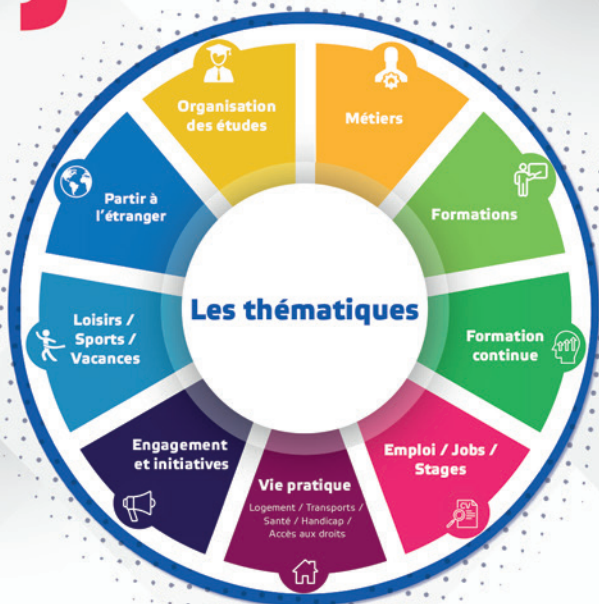 Organisation
des études
Métiers
Formations
Formation
continue
Emploi / Jobs /
Stages
CV
Vie pratique
Logement / Transports /
Santé / Handicap /
Accès aux droits
Engagement
et initiatives
Loisirs /
Sports /
Vacances
Partir à
l'étranger
Les thématiques